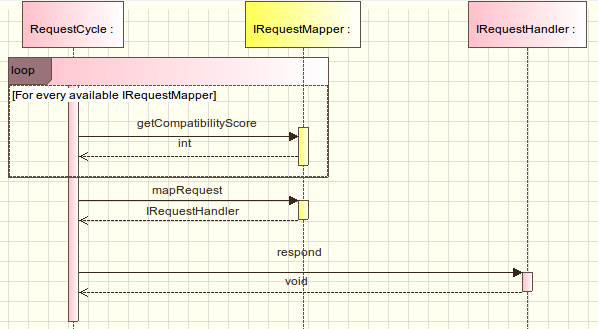 RequestCycle :
IRequestMapper :
IRequestHandler :
loop
[For every available IRequestMapper]
getCompatibilityScore
int
mapRequest
IRequestHandler
respond
void